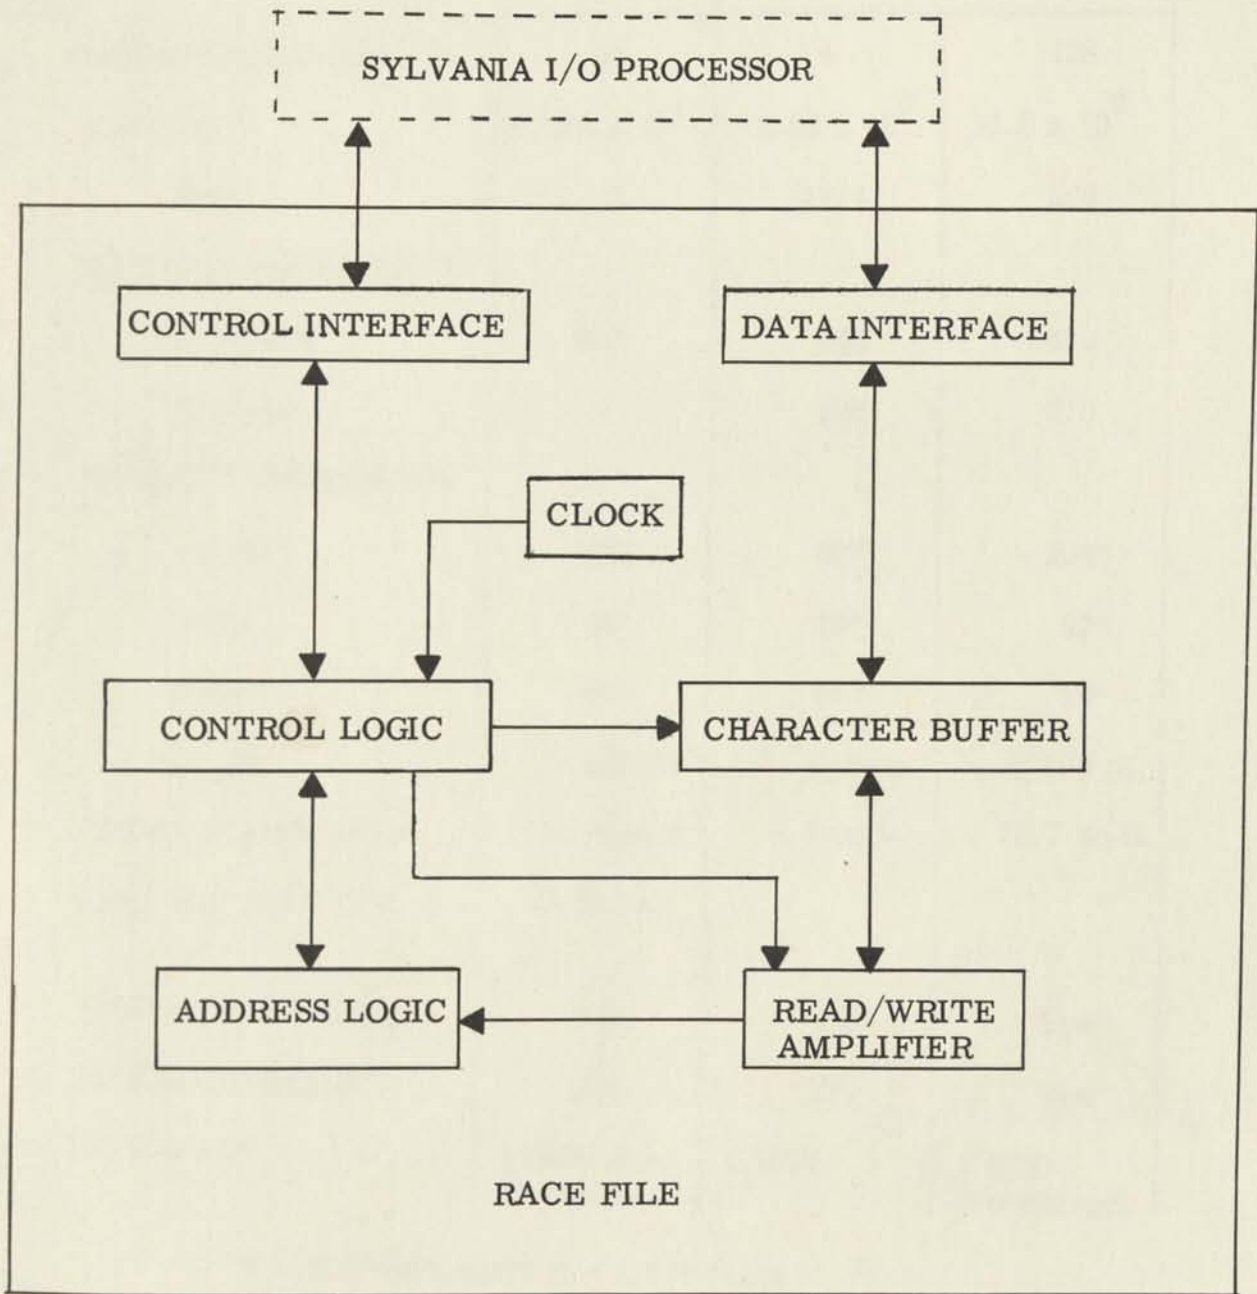 SYLVANIA I/O PROCESSOR
CONTROL INTERFACE
DATA INTERFACE
CLOCK
CONTROL LOGIC
CHARACTER BUFFER
ADDRESS LOGIC
READ/WRITE
AMPLIFIER
RACE FILE